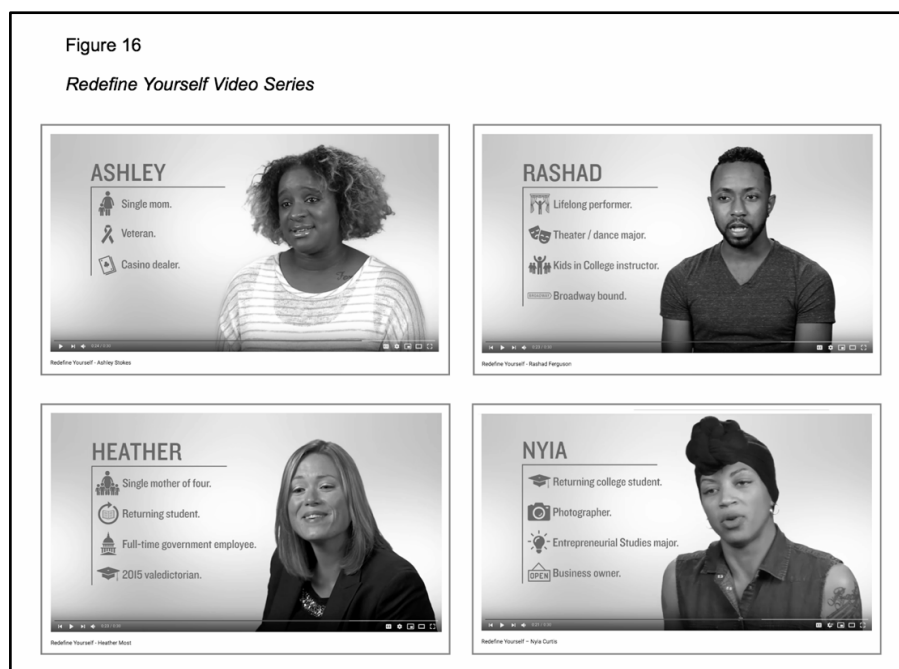 Figure 16
Redefine Yourself Video Series
ASHLEY
Single mom.
Veteran.
Casino dealer.
Redefine Yourself - Ashley Stokes
RASHAD
Lifelong performer.
Theater / dance major.
Kids in College instructor.
BROADWAY
Broadway bound.
Redefine Yourself - Rashad Ferguson
HEATHER
Single mother of four.
Returning student.
Full-time government employee.
2015 valedictorian.
Redefine Yourself - Heather Most
NYIA
Returning college student.
Photographer.
Entrepreneurial Studies major.
OPEN
Business owner.
Redefine Yourself – Nyia Curtis